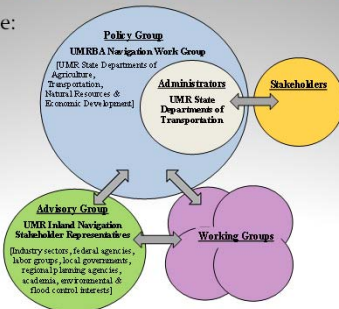 e:
Policy Group
UMRBA Navigation Work Group
[UMR State Departments of
Agriculture,
Transportation,
Natural Resources &
Economic Development]
Administrators
UMR State
Departments of
Transportation
Stakeholders
Advisory Group
UMR Inland Navigation
Stakeholder Representatives
[Industry sectors, federal agencies,
labor groups, local governments,
regional planning agencies,
academia, environmental &
flood control interests]
Working Groups